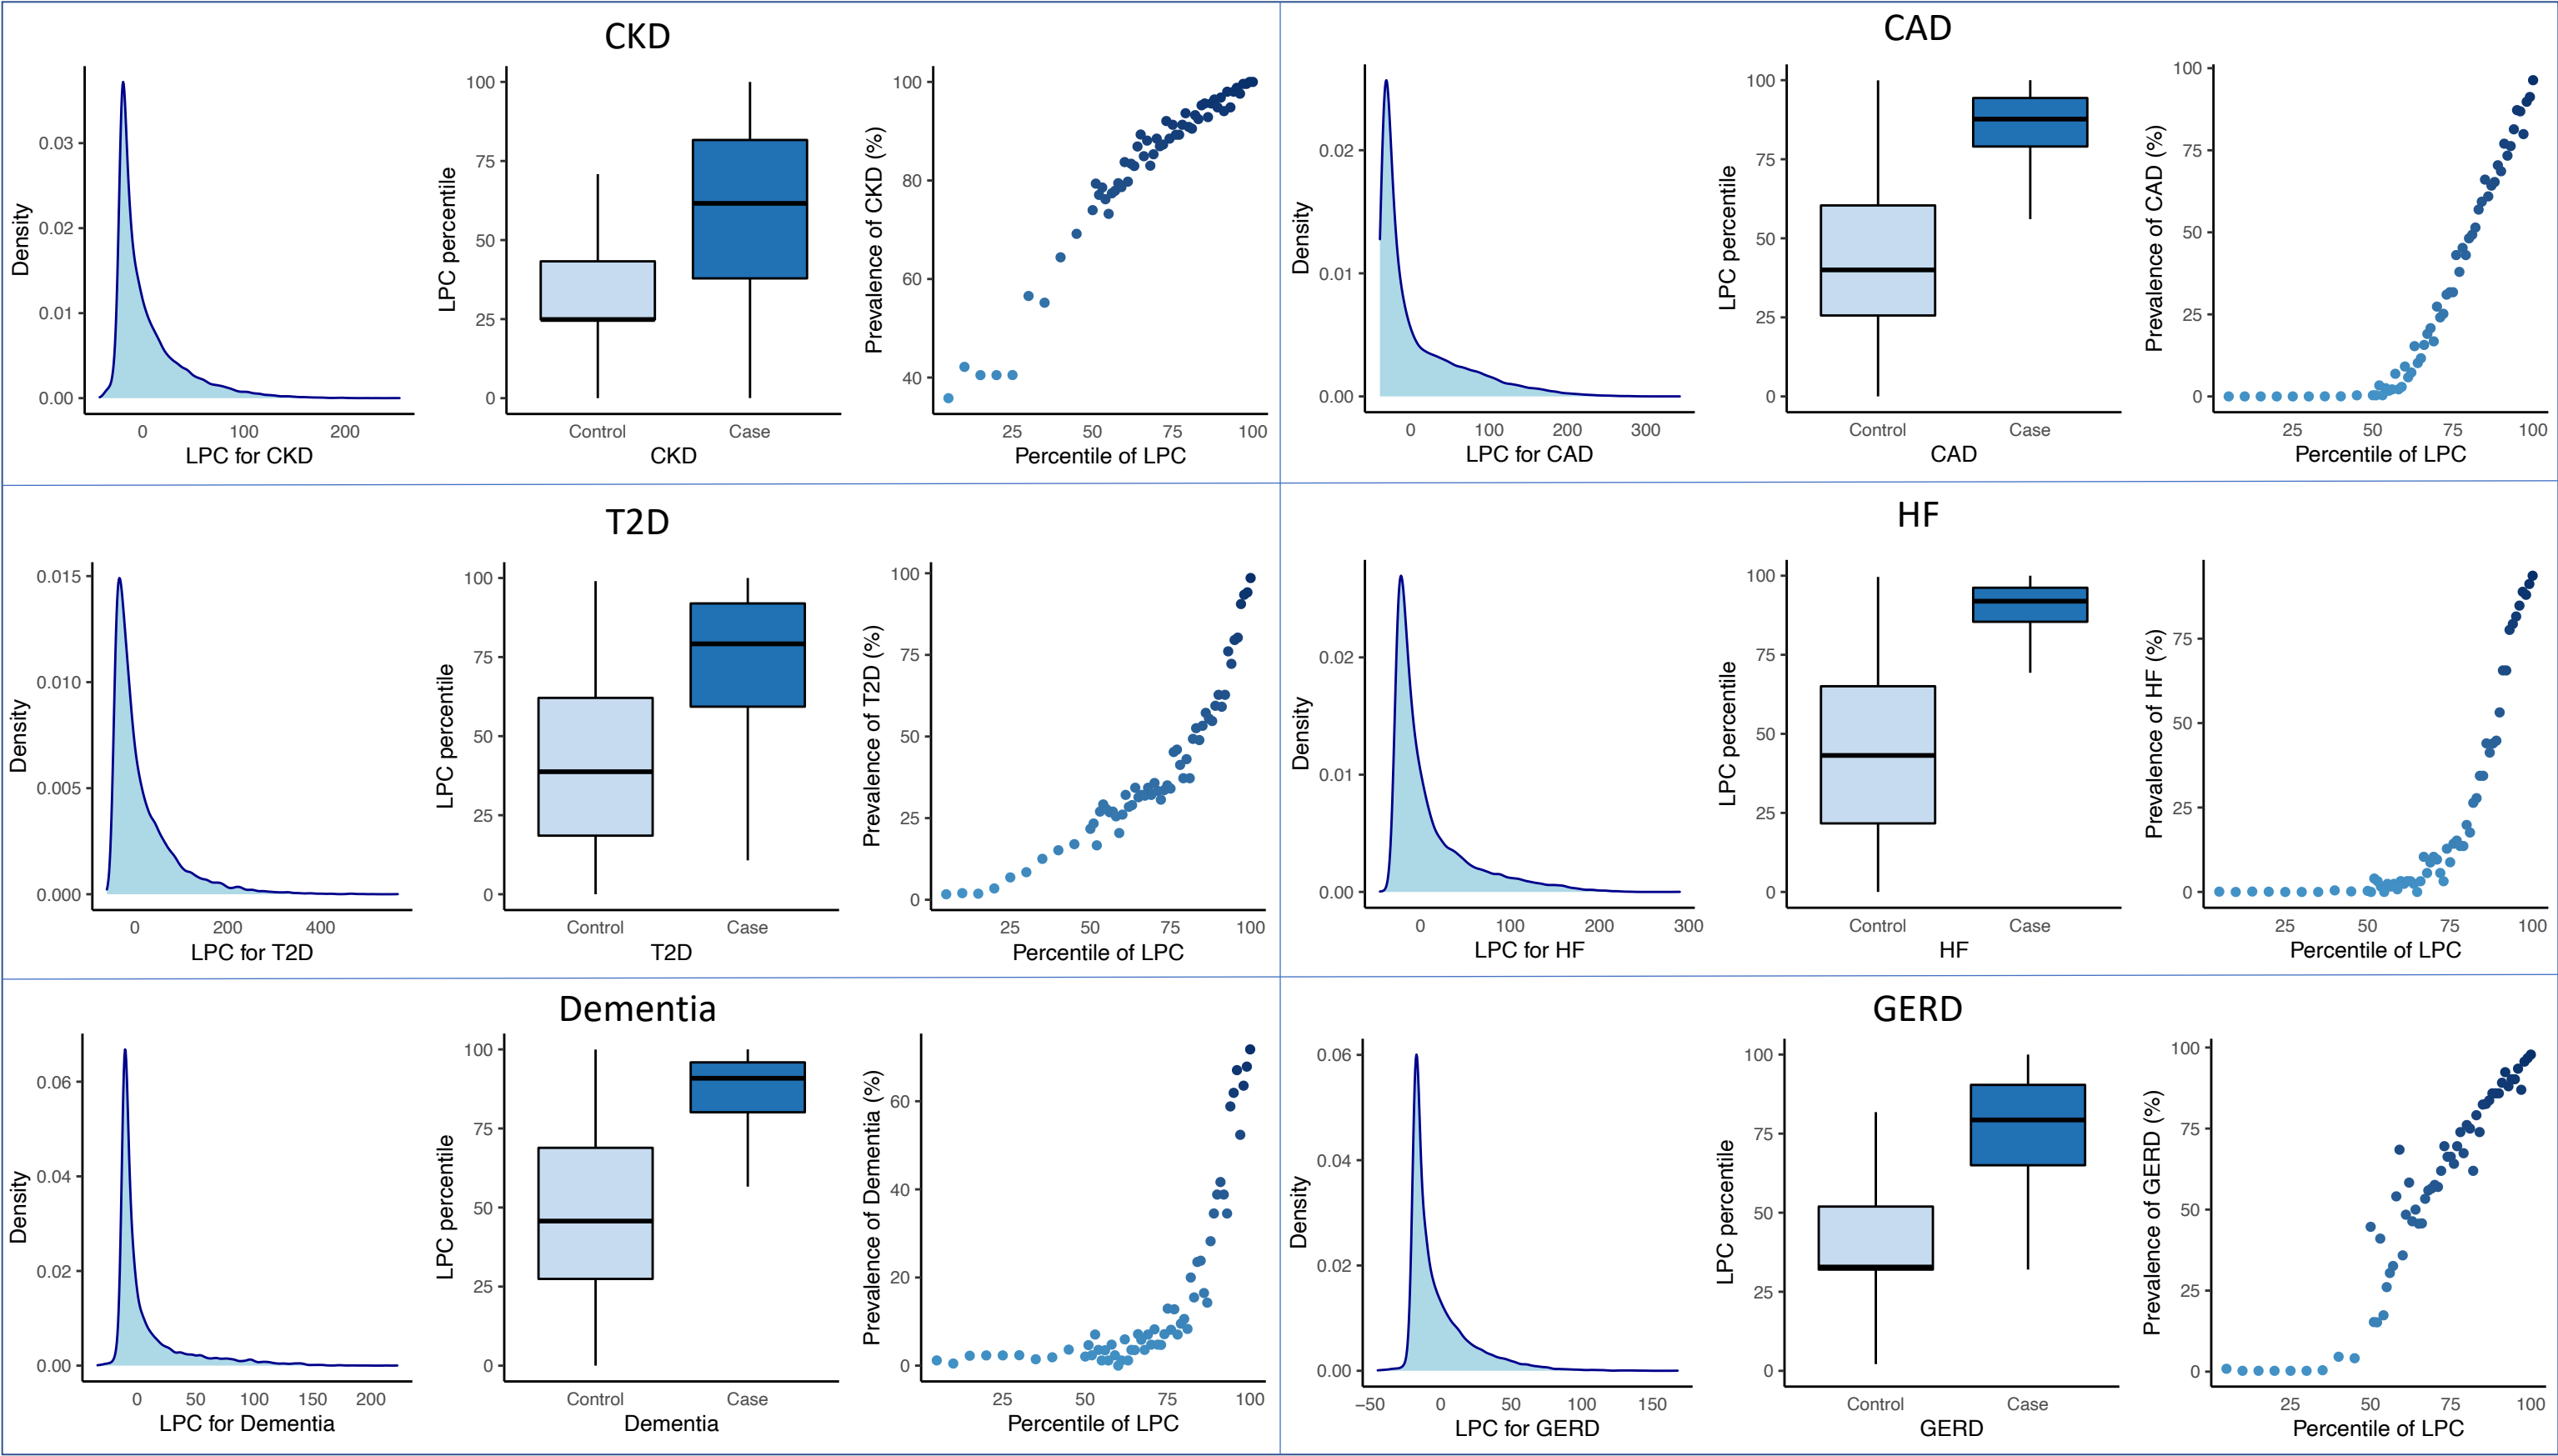 CKD
Density
0.03
0.02
0.01
0.00
0 100 200
LPC for CKD
LPC percentile
100
75
50
25
0
Control Case
CKD
Prevalence of CKD (%)
100
80
60
40
25 50 75 100
Percentile of LPC
CAD
Density
0.02
0.01
0.00
0 100 200 300
LPC for CAD
LPC percentile
100
75
50
25
0
Control Case
CAD
Prevalence of CAD (%)
100
75
50
25
0
25 50 75 100
Percentile of LPC
T2D
Density
0.015
0.010
0.005
0.000
0 200 400
LPC for T2D
LPC percentile
100
75
50
25
0
Control Case
T2D
Prevalence of T2D (%)
100
75
50
25
0
25 50 75 100
Percentile of LPC
HF
Density
0.02
0.01
0.00
0 100 200 300
LPC for HF
LPC percentile
100
75
50
25
0
Control Case
HF
Prevalence of HF (%)
75
50
25
0
25 50 75 100
Percentile of LPC
Dementia
Density
0.06
0.04
0.02
0.00
0 50 100 150 200
LPC for Dementia
LPC percentile
100
75
50
25
0
Control Case
Dementia
Prevalence of Dementia (%)
60
40
20
0
25 50 75 100
Percentile of LPC
GERD
Density
0.06
0.04
0.02
0.00
−50 0 50 100 150
LPC for GERD
LPC percentile
100
75
50
25
0
Control Case
GERD
Prevalence of GERD (%)
100
75
50
25
0
25 50 75 100
Percentile of LPC